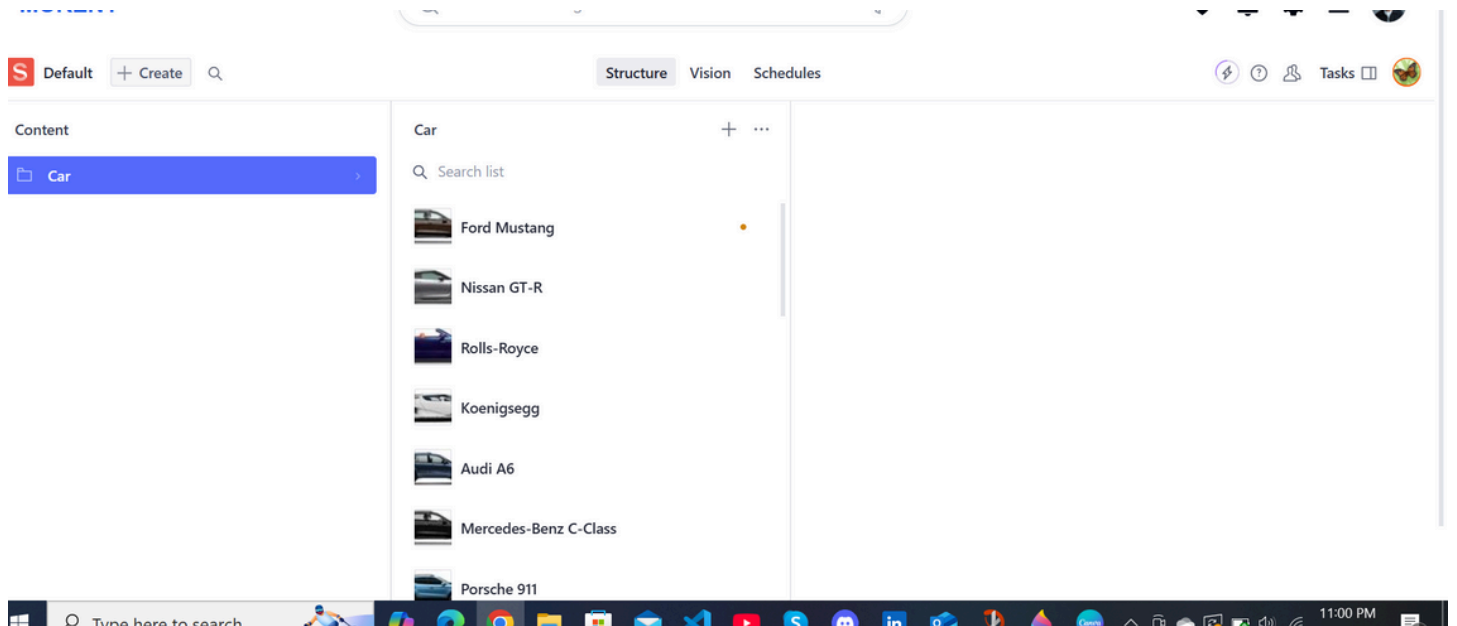 S Default + Create Structure Vision Schedules Tasks
Content
Car
Car
Search list
Ford Mustang
Nissan GT-R
Rolls-Royce
Koenigsegg
Audi A6
Mercedes-Benz C-Class
Porsche 911
Type here to search
11:00 PM